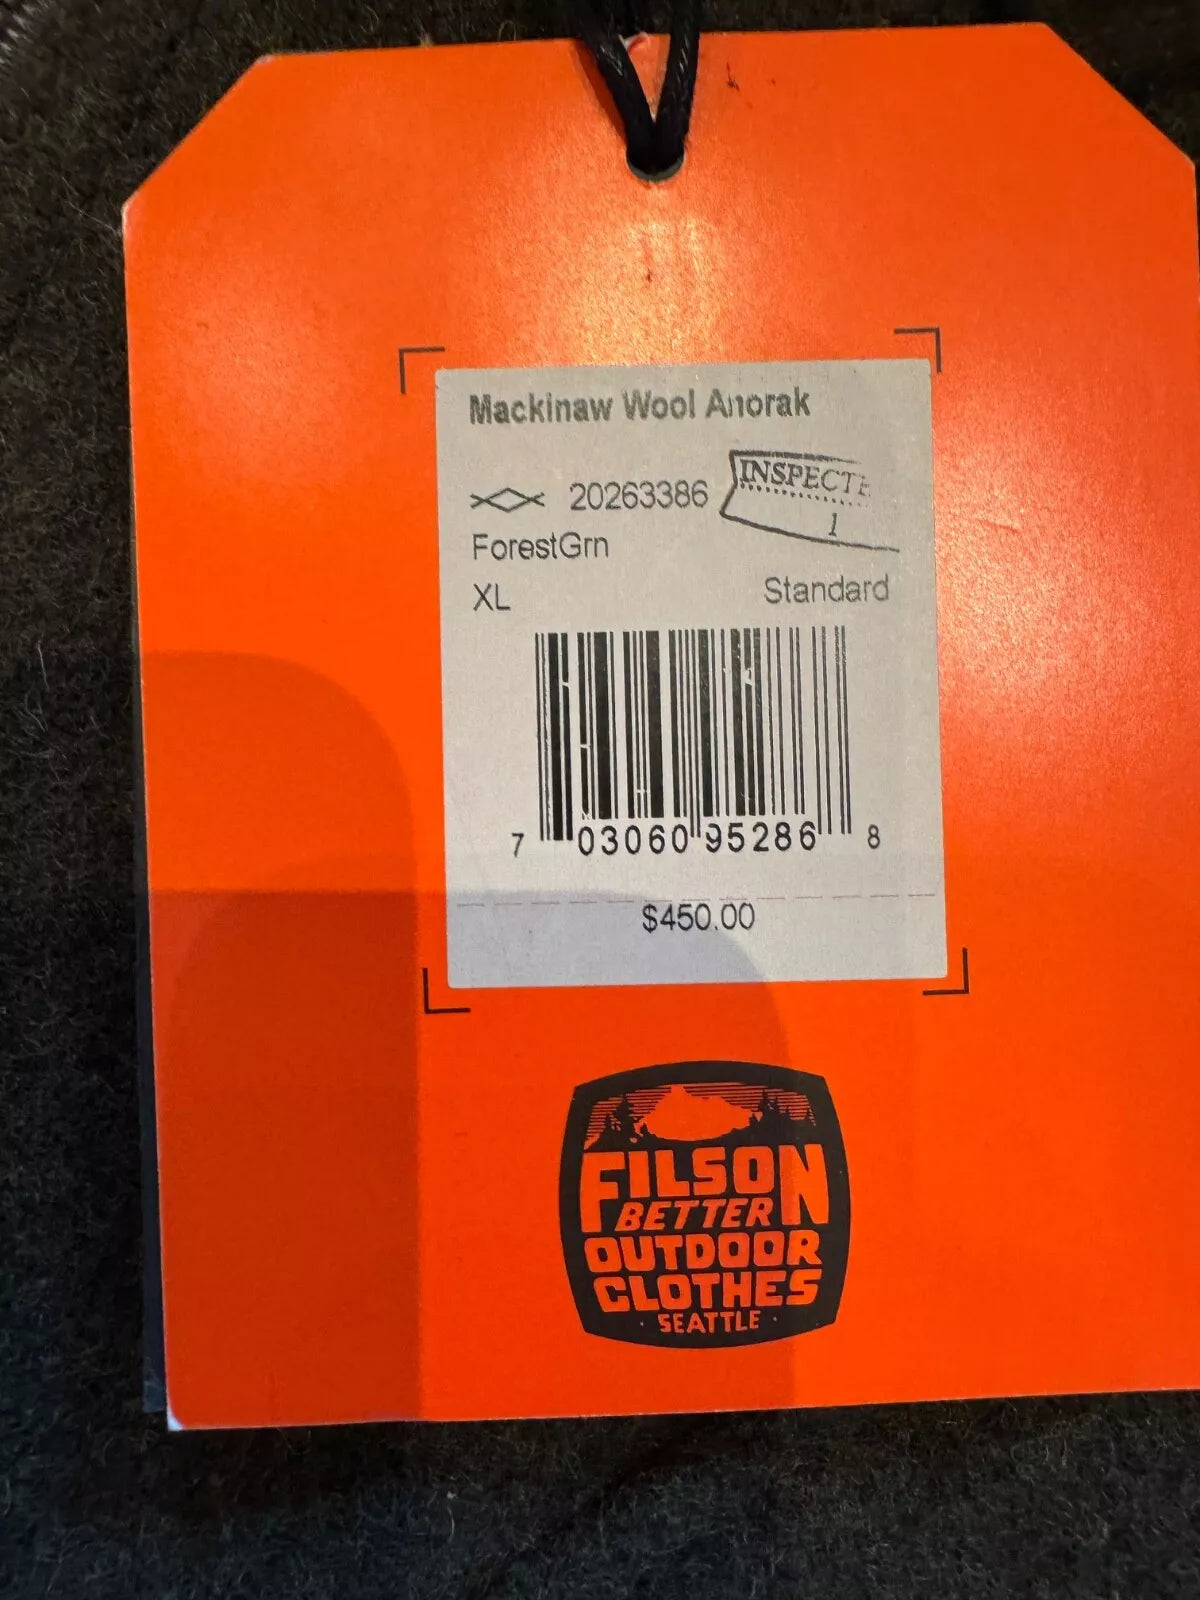 Mackinaw Wool Anorak
20263386
INSPECTE
1
ForestGrn
XL
Standard
7 03060 95286 8
$450.00
FILSON
BETTER
OUTDOOR
CLOTHES
· SEATTLE ·